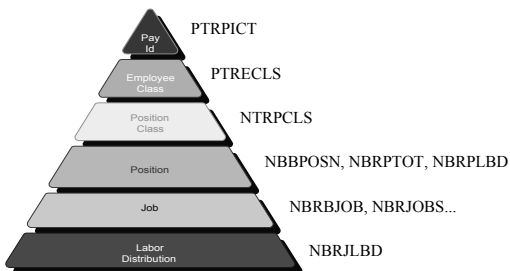 Pay
Id
PTRPICT
Employee
Class
PTRECLS
Position
Class
NTRPCLS
Position
NBBPOSN, NBRPTOT, NBRPLBD
Job
NBRBJOB, NBRJOBS...
Labor
Distribution
NBRJLBD